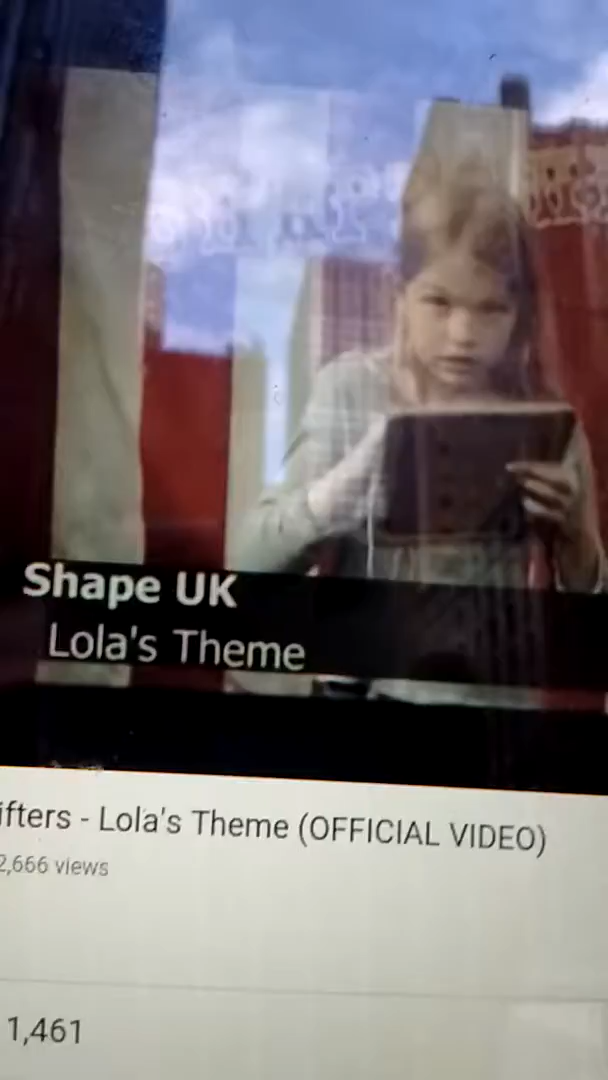 Shape UK
Lola's Theme
ifters - Lola's Theme (OFFICIAL VIDEO)
2,666 views
1,461